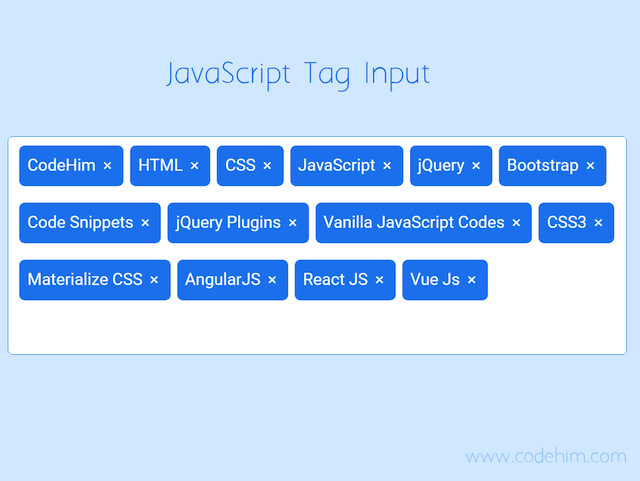 JavaScript Tag Input
CodeHim × HTML × CSS × JavaScript × jQuery × Bootstrap ×
Code Snippets × jQuery Plugins × Vanilla JavaScript Codes × CSS3 ×
Materialize CSS × AngularJS × React JS × Vue Js ×
www.codehim.com